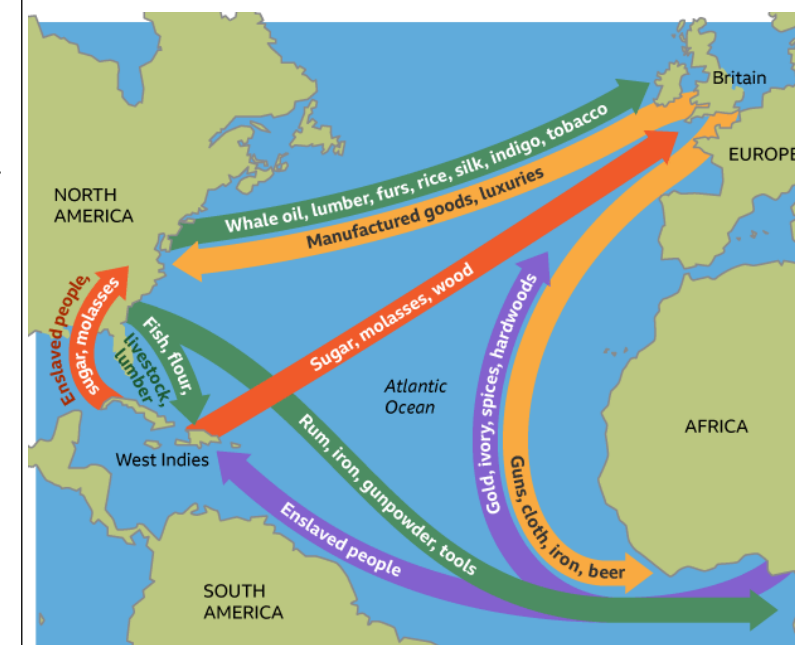 Britain
EUROPE
NORTH
AMERICA
Whale oil, lumber, furs, rice, silk, indigo, tobacco
Manufactured goods, luxuries
Enslaved people,
sugar, molasses
Fish, flour,
livestock,
lumber
Sugar, molasses, wood
Gold, ivory, spices, hardwoods
Atlantic
Ocean
AFRICA
West Indies
Rum, iron, gunpowder, tools
Guns, cloth, iron, beer
Enslaved people
SOUTH
AMERICA